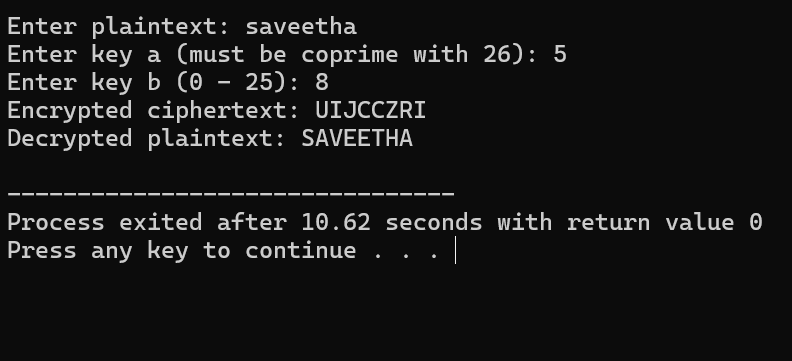 Enter plaintext: saveetha
Enter key a (must be coprime with 26): 5
Enter key b (0 - 25): 8
Encrypted ciphertext: UIJCCZRI
Decrypted plaintext: SAVEETHA
--------------------------------
Process exited after 10.62 seconds with return value 0
Press any key to continue . . .